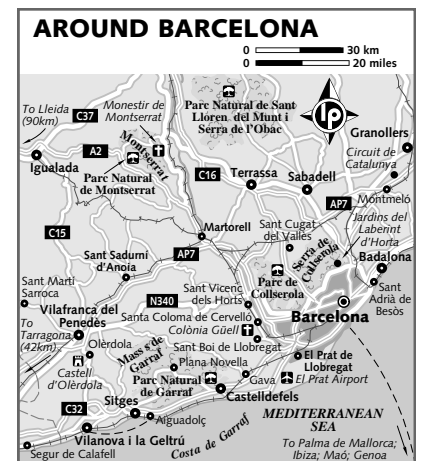 AROUND BARCELONA
0 30 km
0 20 miles
To Lleida
(90km)
C37
Monestir de
Montserrat
Parc Natural de Sant
Llóren del Munt i
Serra de l'Obac
lp
Granollers
Circuit de
Catalunya
Montserrat
A2
Igualada
Parc Natural
de Montserrat
C16
Terrassa
Sabadell
AP7
Montmeló
Jardins del
Laberint
d'Horta
C15
Martorell
Sant Cugat
del Vallès
Serra de
Collserola
Badalona
Sant Sadurní
d'Anoia
AP7
Parc de
Collserola
Sant Martí
Sarroca
N340
Sant Vicenç
dels Horts
Sant
Adrià de
Besòs
Vilafranca del
Penedès
Santa Coloma de Cervelló
Colònia Güell
Barcelona
To
Tarragona
(42km)
Olèrdola
Massís de
Garraf
Sant Boi de Llobregat
Plana Novella
El Prat de
Llobregat
Castell
d'Olèrdola
Parc Natural
de Garraf
Gava
El Prat Airport
Castelldefels
C32
Sitges
Aiguadolç
MEDITERRANEAN
SEA
Vilanova i la Geltrú
Costa de Garraf
To Palma de Mallorca;
Segur de Calafell
Ibiza; Maó; Genoa